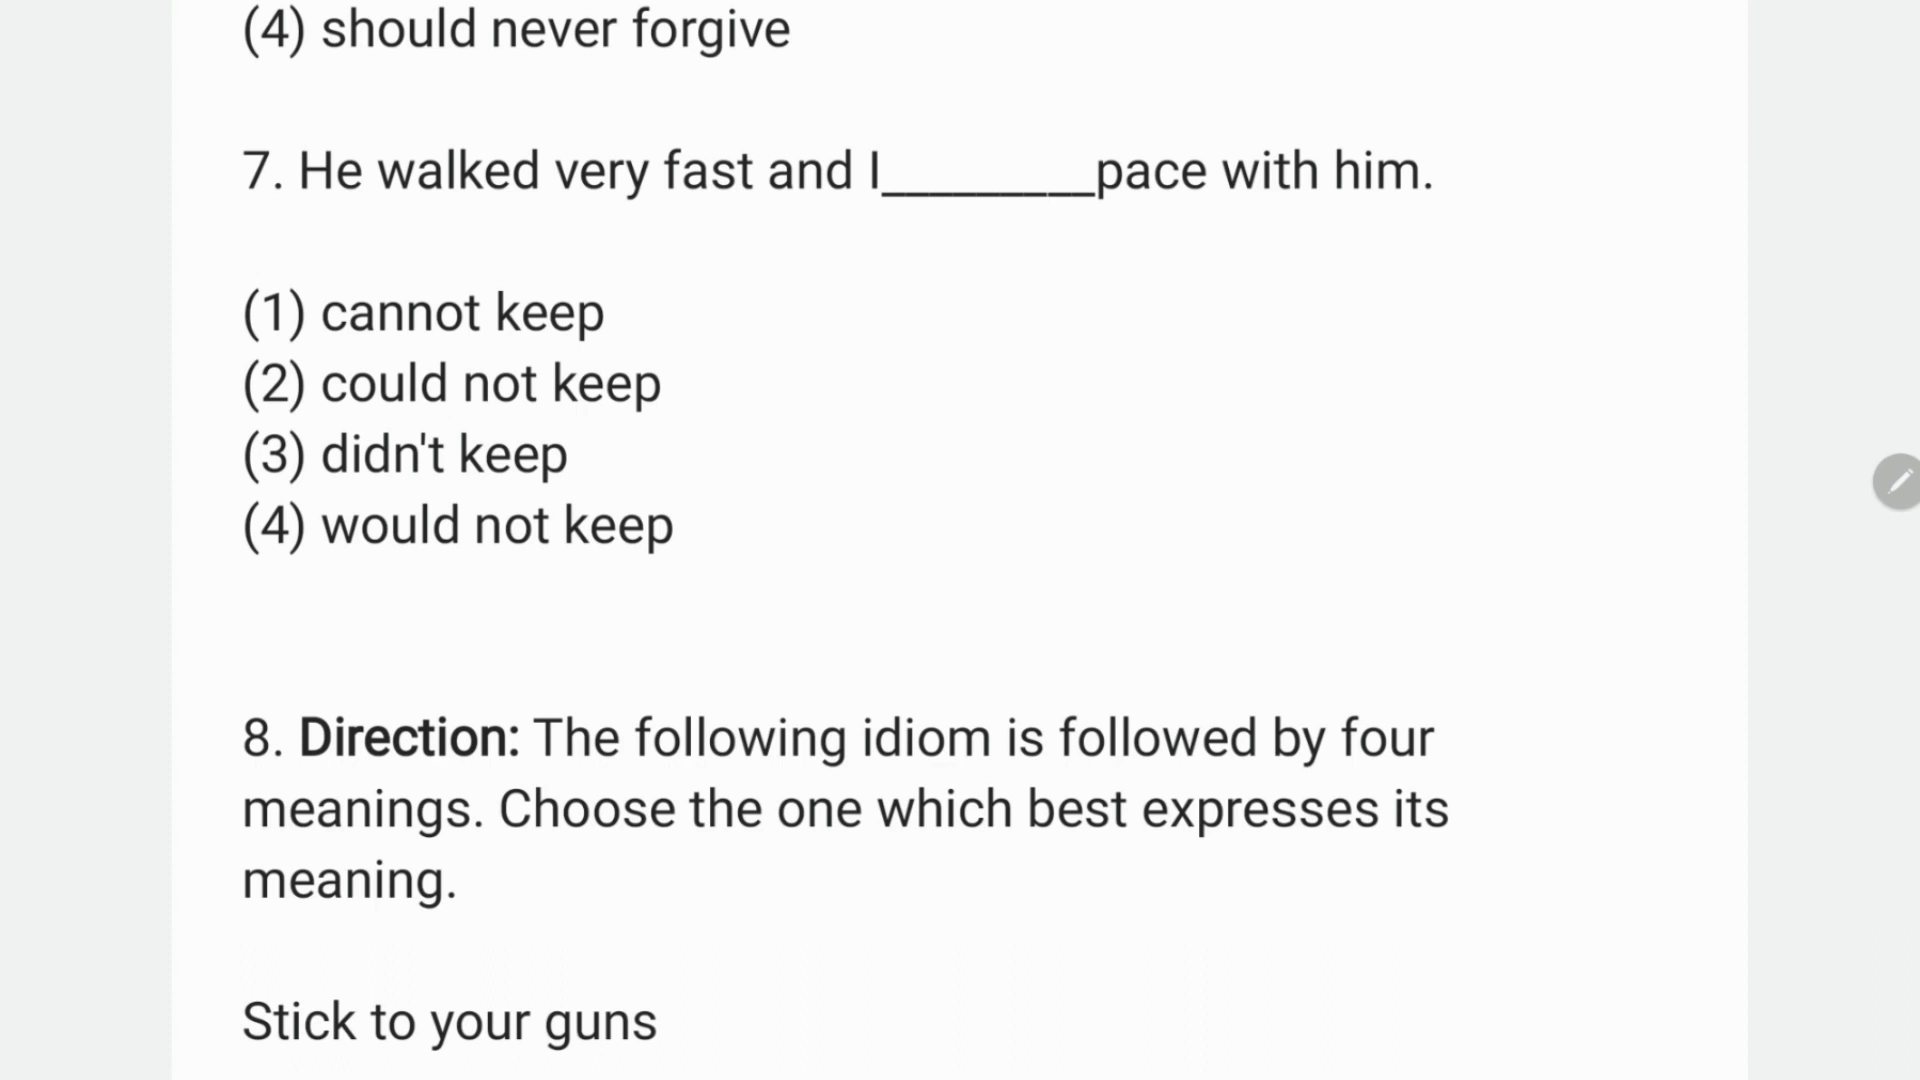 (4) should never forgive
7. He walked very fast and I_________pace with him.
(1) cannot keep
(2) could not keep
(3) didn't keep
(4) would not keep
8. Direction: The following idiom is followed by four
meanings. Choose the one which best expresses its
meaning.
Stick to your guns